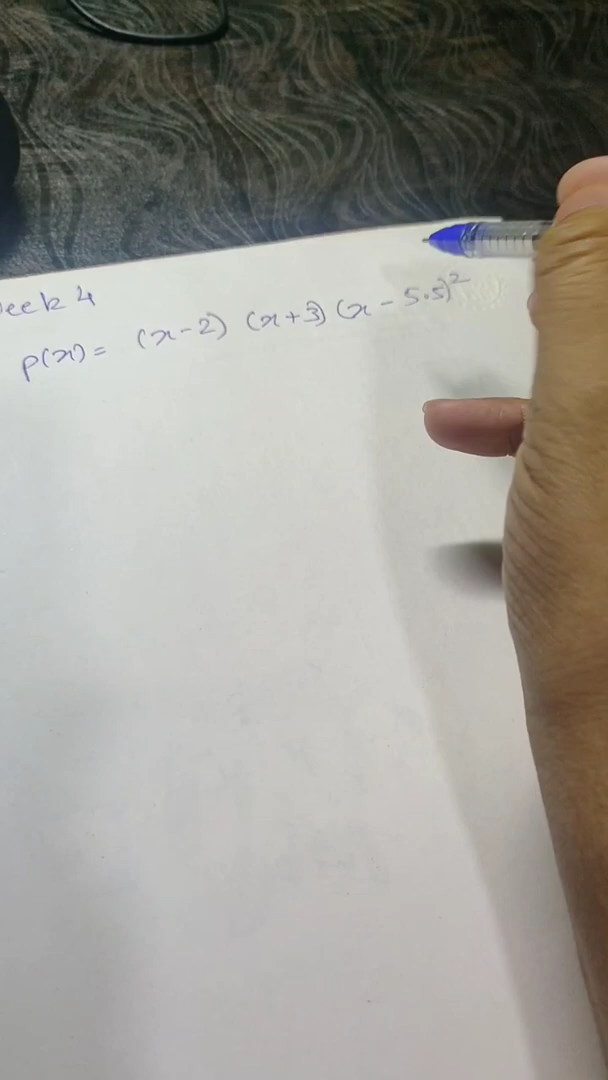 eek 4
p(x) = (x-2) (x+3) (x-5.5)²